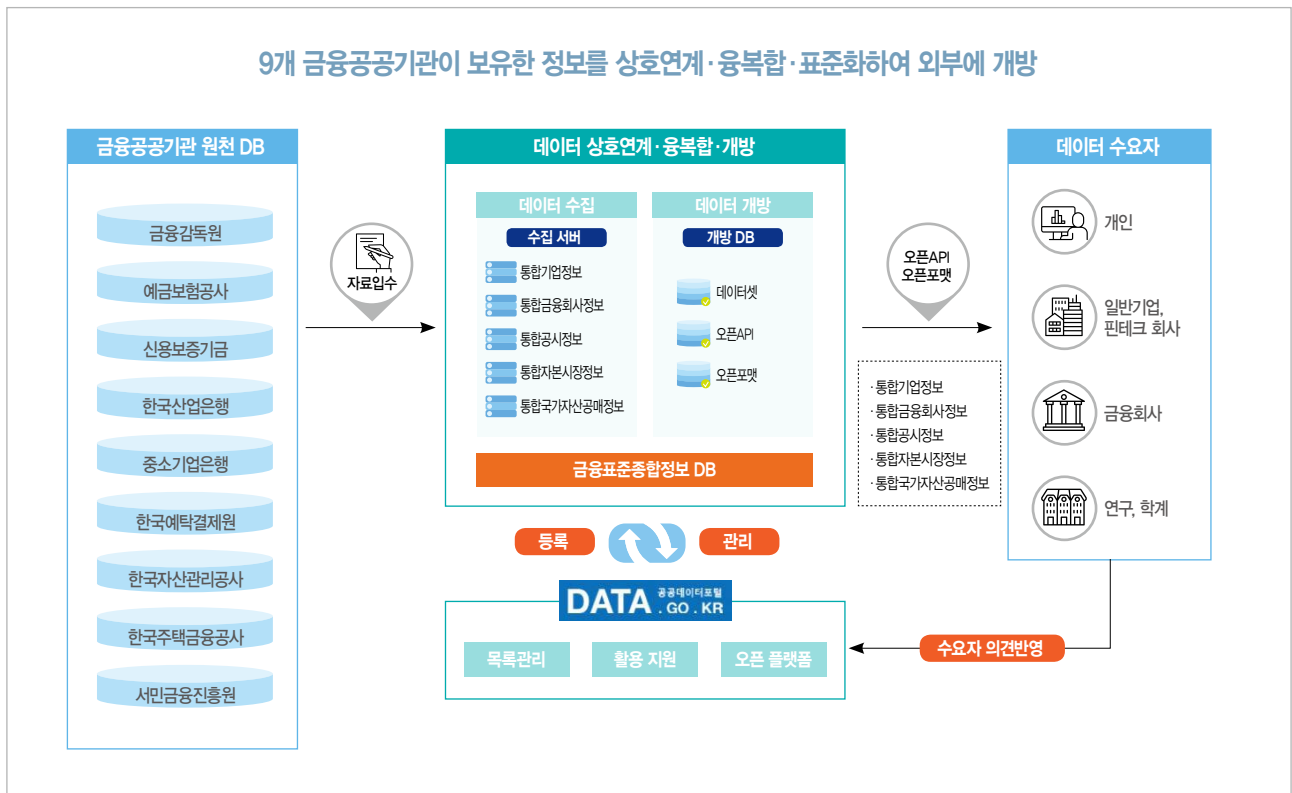 9개 금융공공기관이 보유한 정보를 상호연계·융복합·표준화하여 외부에 개방
금융공공기관 원천 DB
금융감독원
예금보험공사
신용보증기금
한국산업은행
중소기업은행
한국예탁결제원
한국자산관리공사
한국주택금융공사
서민금융진흥원
자료입수
데이터 상호연계·융복합·개방
데이터 수집
수집 서버
통합기업정보
통합금융회사정보
통합공시정보
통합자본시장정보
통합국가자산공매정보
데이터 개방
개방 DB
데이터셋
오픈API
오픈포맷
금융표준종합정보 DB
등록
관리
DATA 공공데이터포털
.GO.KR
목록관리
활용 지원
오픈 플랫폼
오픈API
오픈포맷
·통합기업정보
·통합금융회사정보
·통합공시정보
·통합자본시장정보
·통합국가자산공매정보
데이터 수요자
개인
일반기업,
핀테크 회사
금융회사
연구, 학계
수요자 의견반영